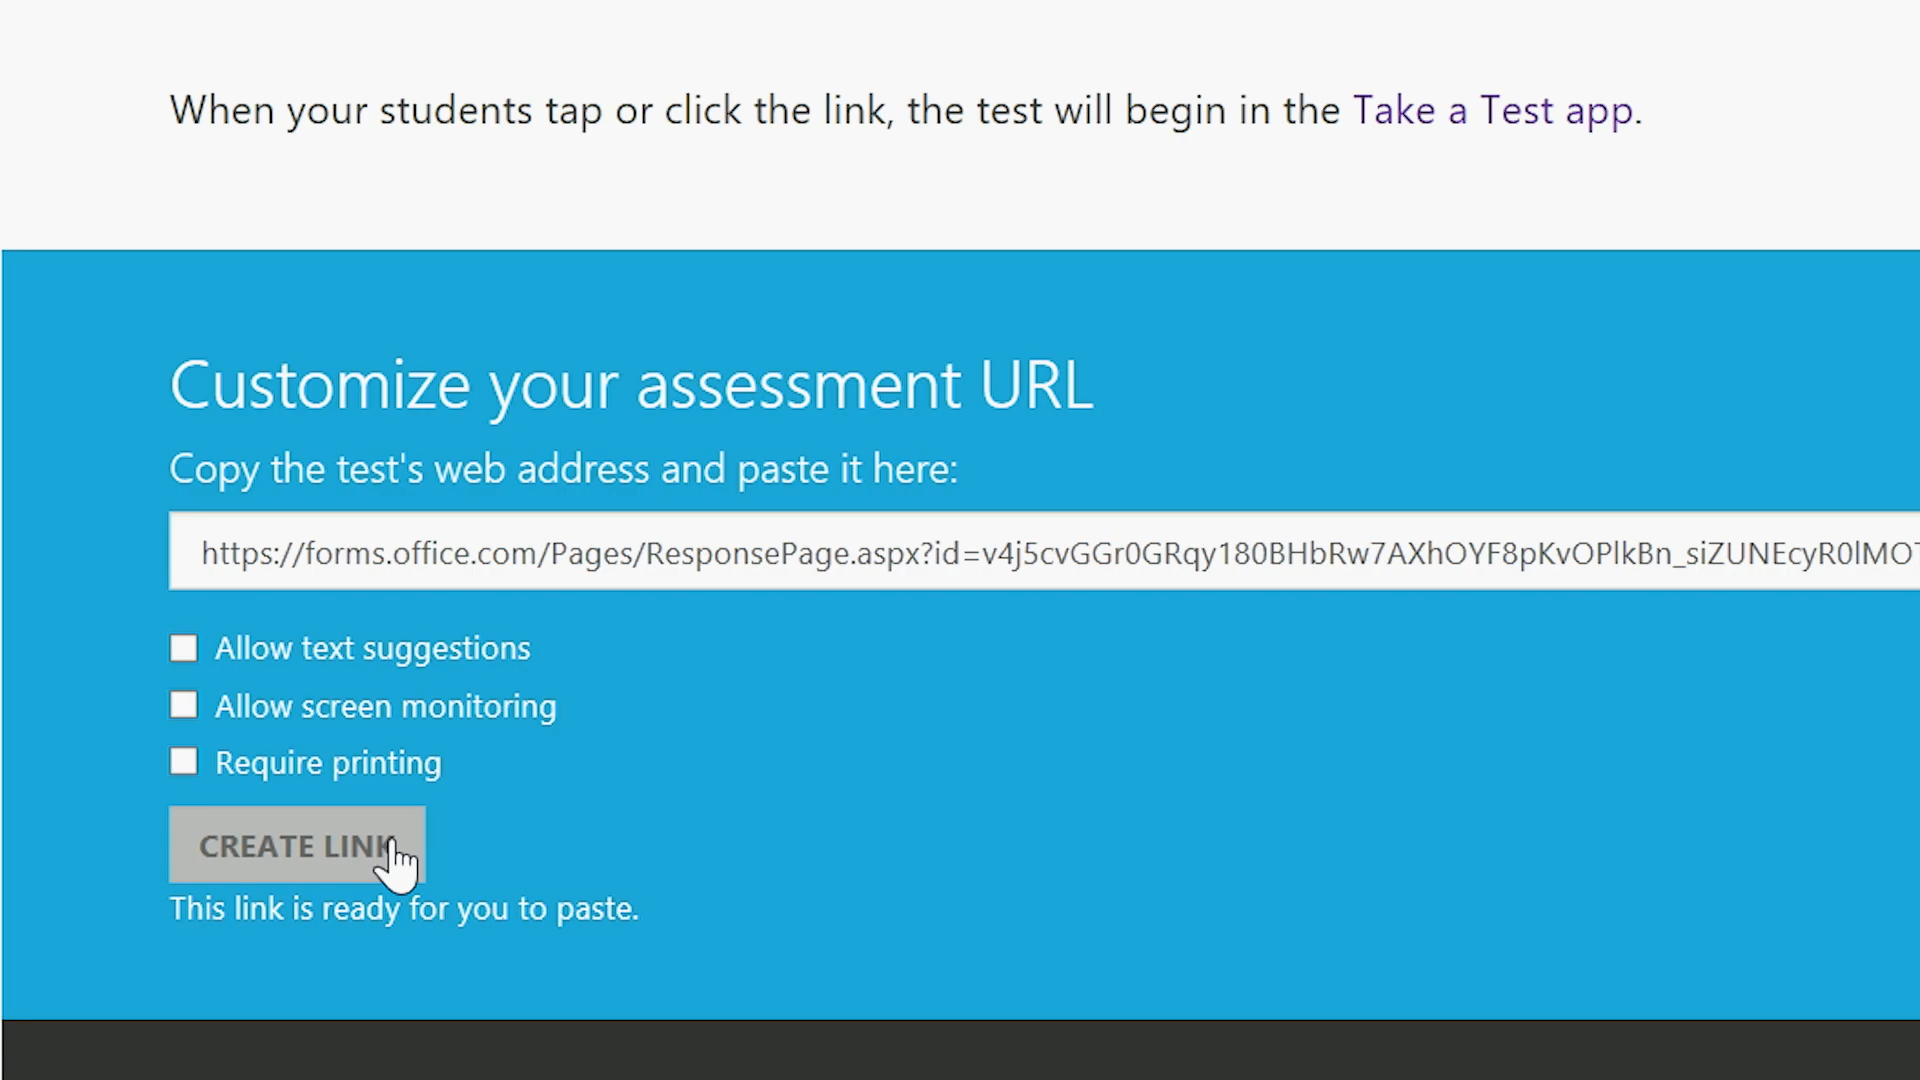 When your students tap or click the link, the test will begin in the Take a Test app.
Customize your assessment URL
Copy the test's web address and paste it here:
https://forms.office.com/Pages/ResponsePage.aspx?id=v4j5cvGGr0GRqy180BHbRw7AXhOYF8pKvOPlkBn_siZUNEcyR0lMOT
Allow text suggestions
Allow screen monitoring
Require printing
CREATE LINK
This link is ready for you to paste.